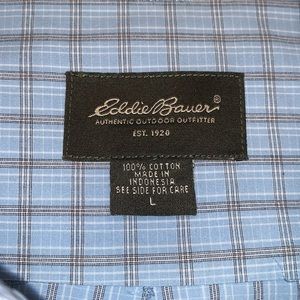 Eddie Bauer®
AUTHENTIC OUTDOOR OUTFITTER
EST. 1920
100% COTTON
MADE IN
INDONESIA
SEE SIDE FOR CARE
L